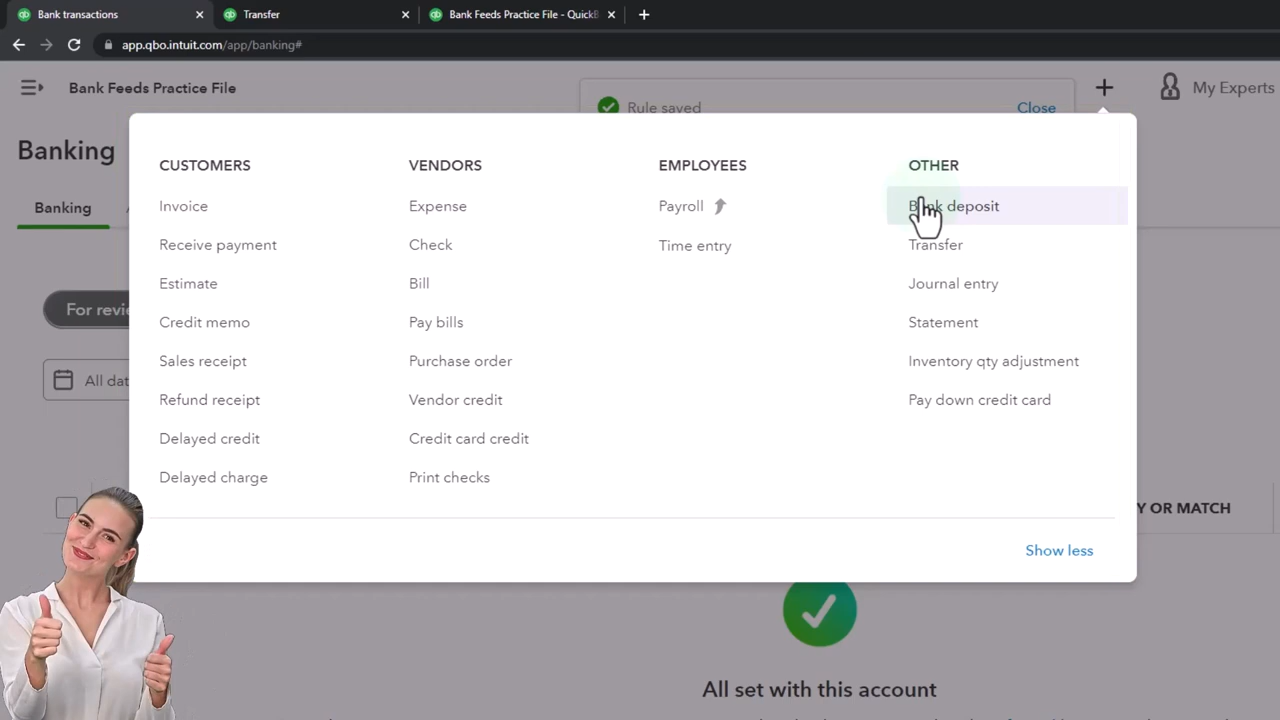 Bank transactions
Transfer
Bank Feeds Practice File - QuickB
app.qbo.intuit.com/app/banking#
Bank Feeds Practice File
Rule saved
Close
My Experts
Banking
Banking
For revie
All dat
CUSTOMERS
Invoice
Receive payment
Estimate
Credit memo
Sales receipt
Refund receipt
Delayed credit
Delayed charge
VENDORS
Expense
Check
Bill
Pay bills
Purchase order
Vendor credit
Credit card credit
Print checks
EMPLOYEES
Payroll
Time entry
OTHER
Bank deposit
Transfer
Journal entry
Statement
Inventory qty adjustment
Pay down credit card
Show less
Y OR MATCH
All set with this account